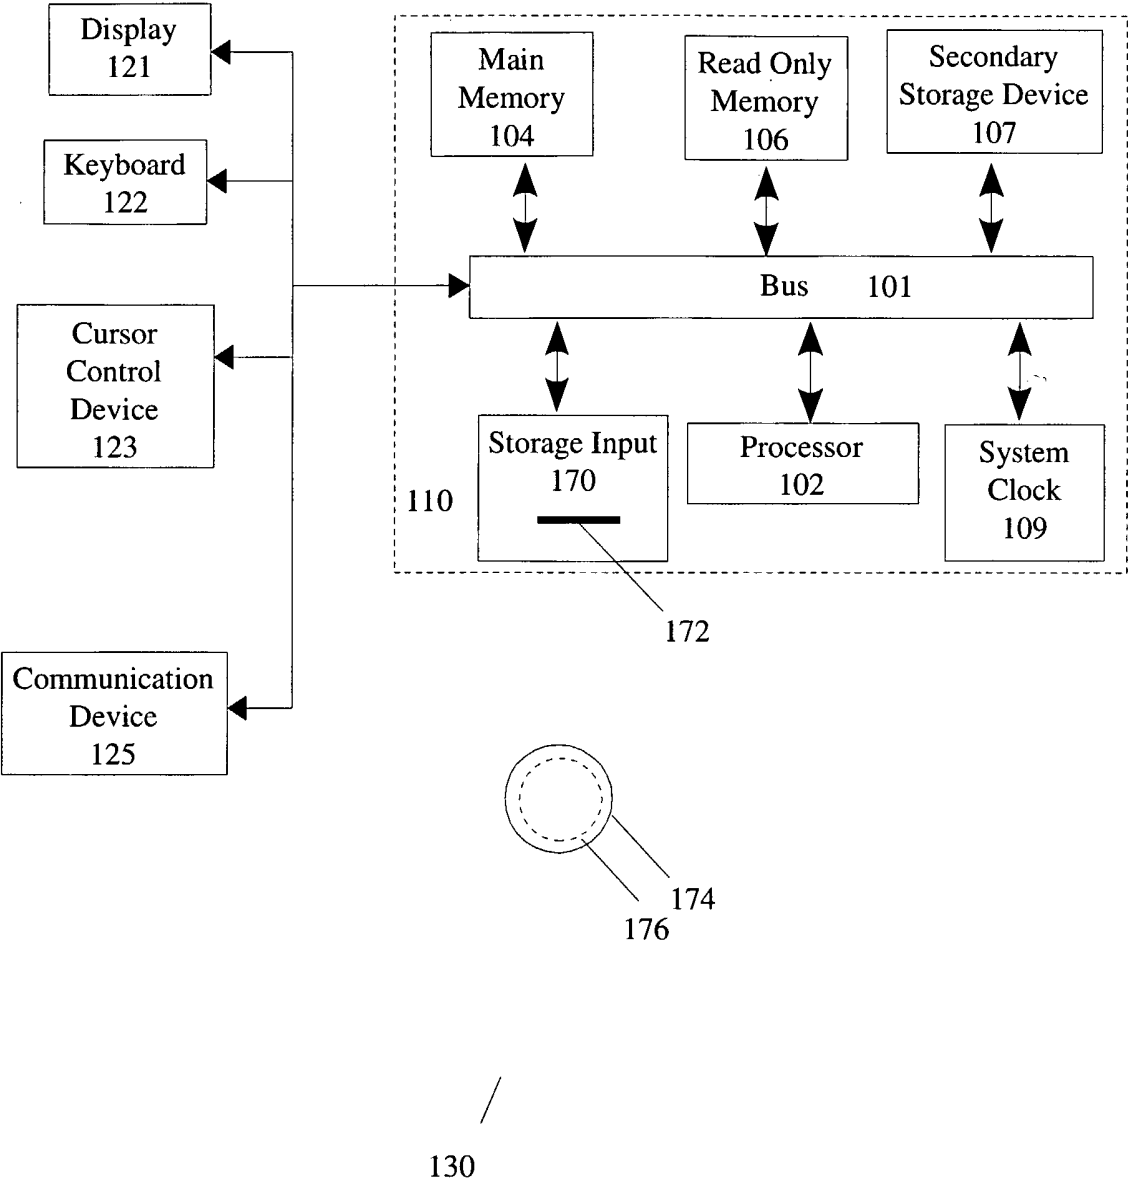 Display
121
Keyboard
122
Cursor
Control
Device
123
Communication
Device
125
Main
Memory
104
Read Only
Memory
106
Secondary
Storage Device
107
Bus 101
Storage Input
170
110
Processor
102
System
Clock
109
172
174
176
130